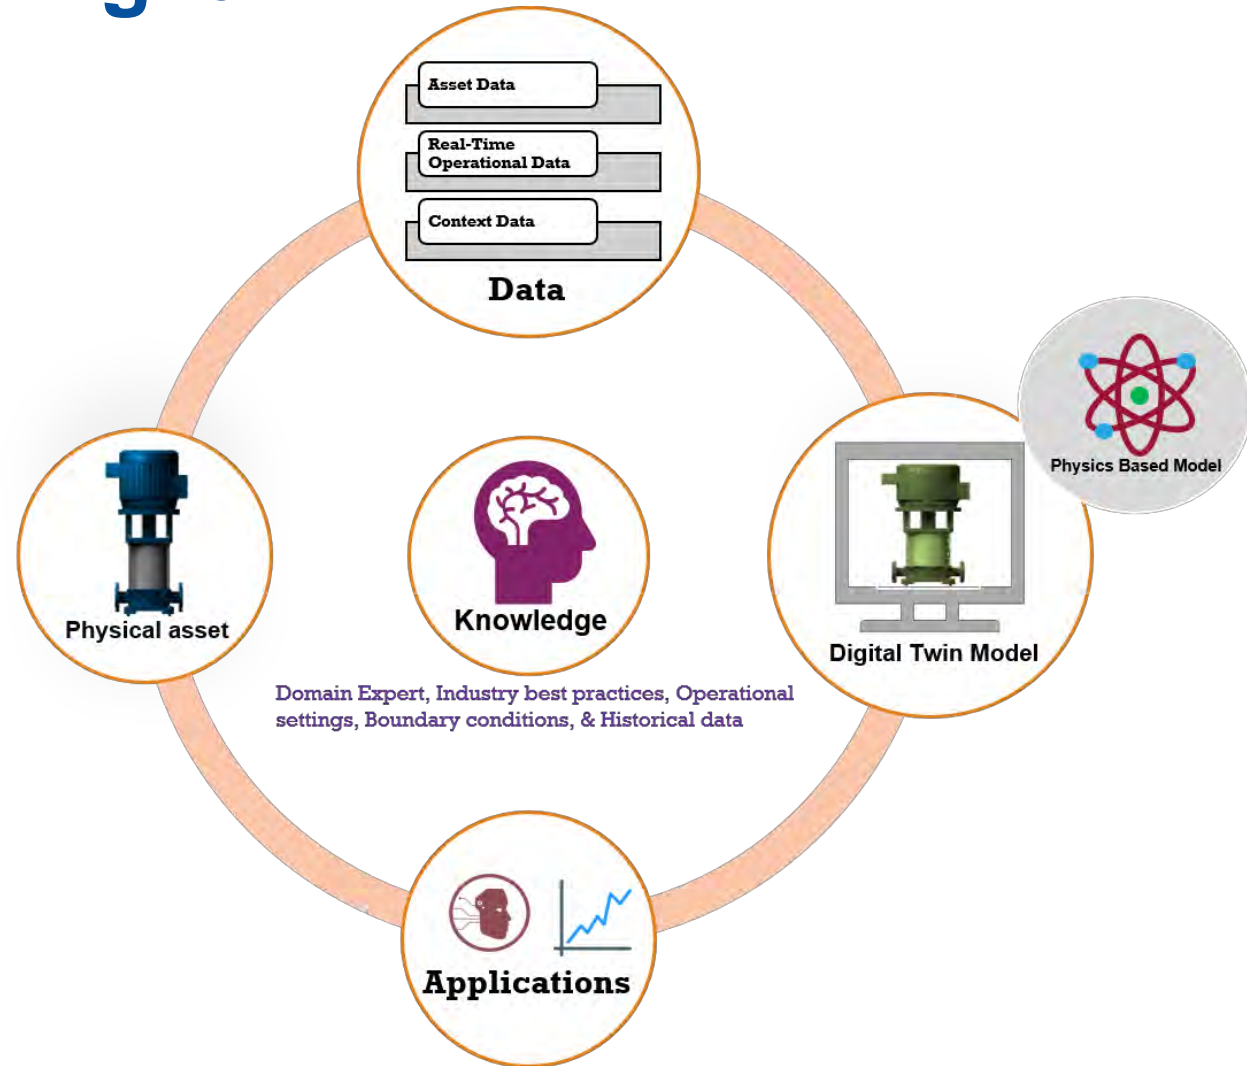 Asset Data
Real-Time
Operational Data
Context Data
Data
Physics Based Model
Physical asset
Knowledge
Digital Twin Model
Domain Expert, Industry best practices, Operational
settings, Boundary conditions, & Historical data
Applications